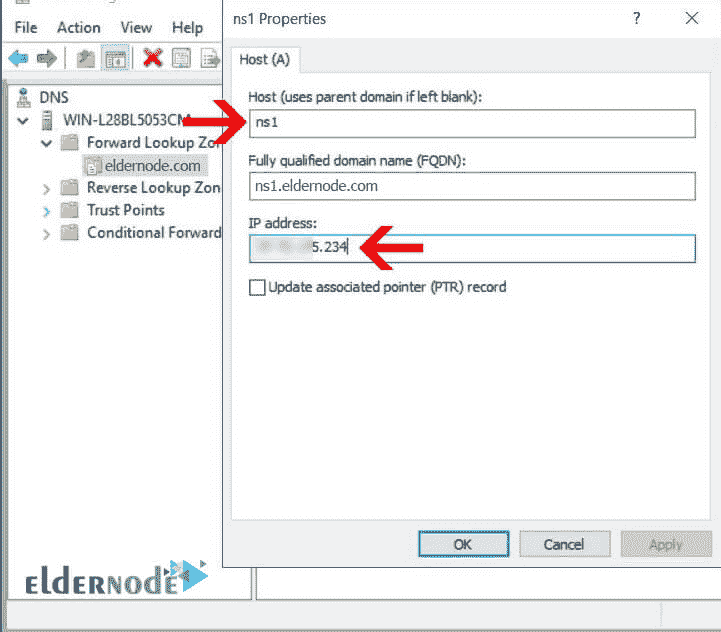 ns1 Properties
?
File Action View Help
Host (A)
DNS
WIN-L28BL5053CM
Forward Lookup Zon
eldernode.com
Reverse Lookup Zon
Trust Points
Conditional Forward
Host (uses parent domain if left blank):
ns1
Fully qualified domain name (FQDN):
ns1.eldernode.com
IP address:
5.234
Update associated pointer (PTR) record
OK
Cancel
Apply
ELDERNODE